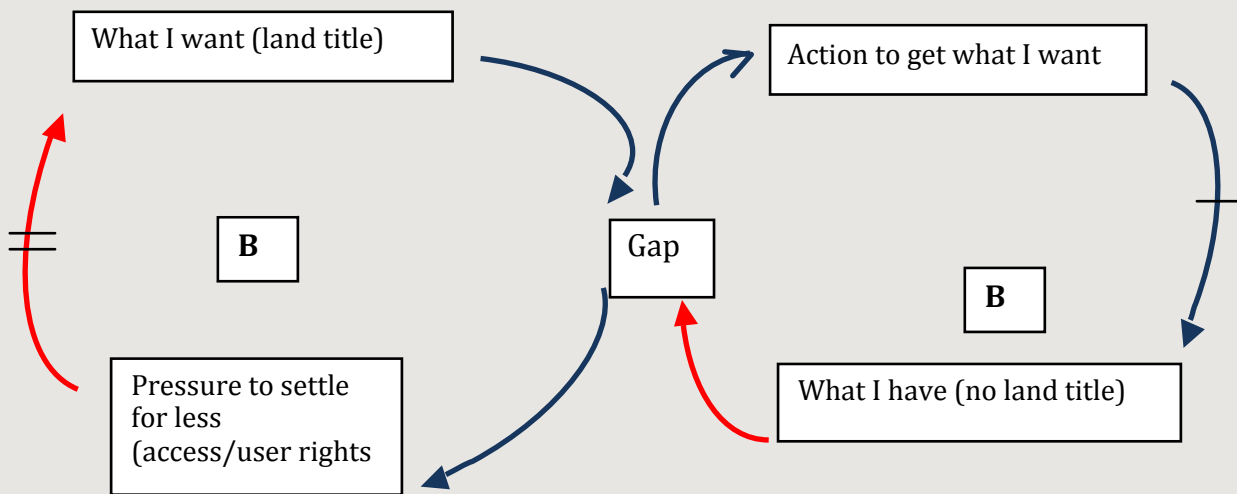 What I want (land title)
Action to get what I want
B
Gap
B
Pressure to settle
for less
(access/user rights
What I have (no land title)